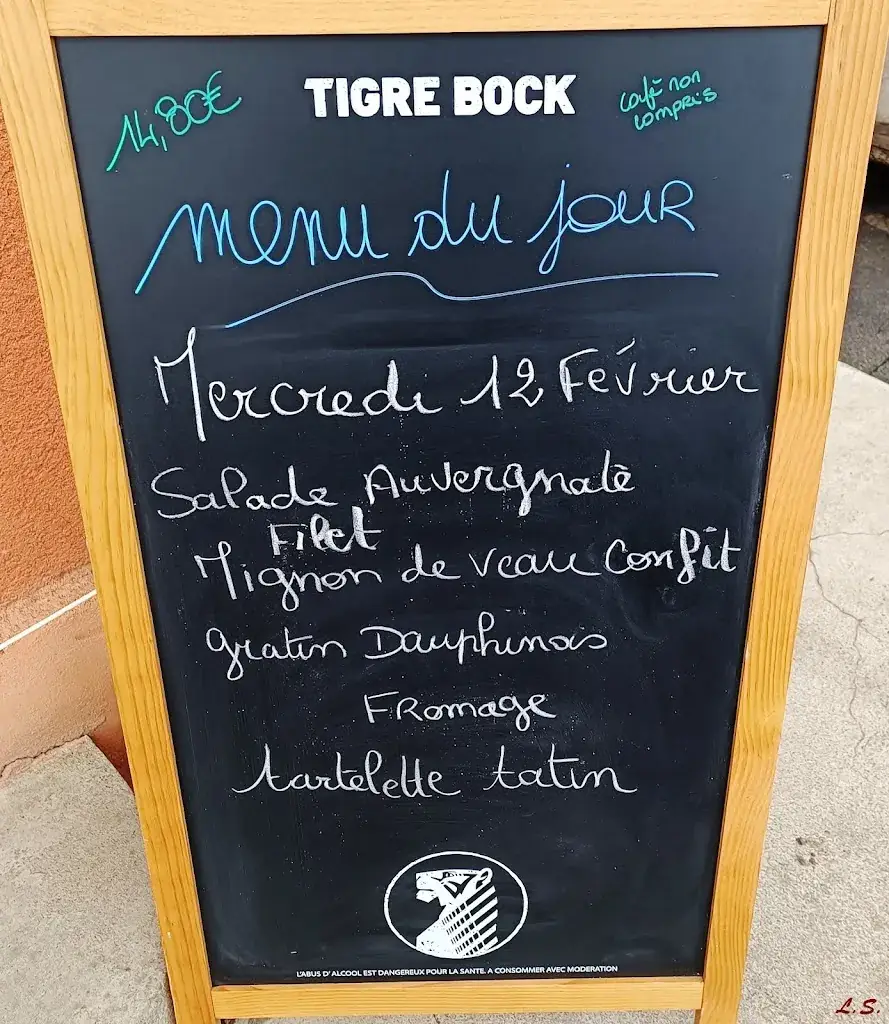 TIGRE BOCK
14,80€
café non
compris
menu du jour
Mercredi 12 Février
Salade Auvergnate
Filet
Mignon de veau confit
gratin Dauphinois
Fromage
tartelette tatin
L'ABUS D'ALCOOL EST DANGEREUX POUR LA SANTE. A CONSOMMER AVEC MODERATION
L.S.